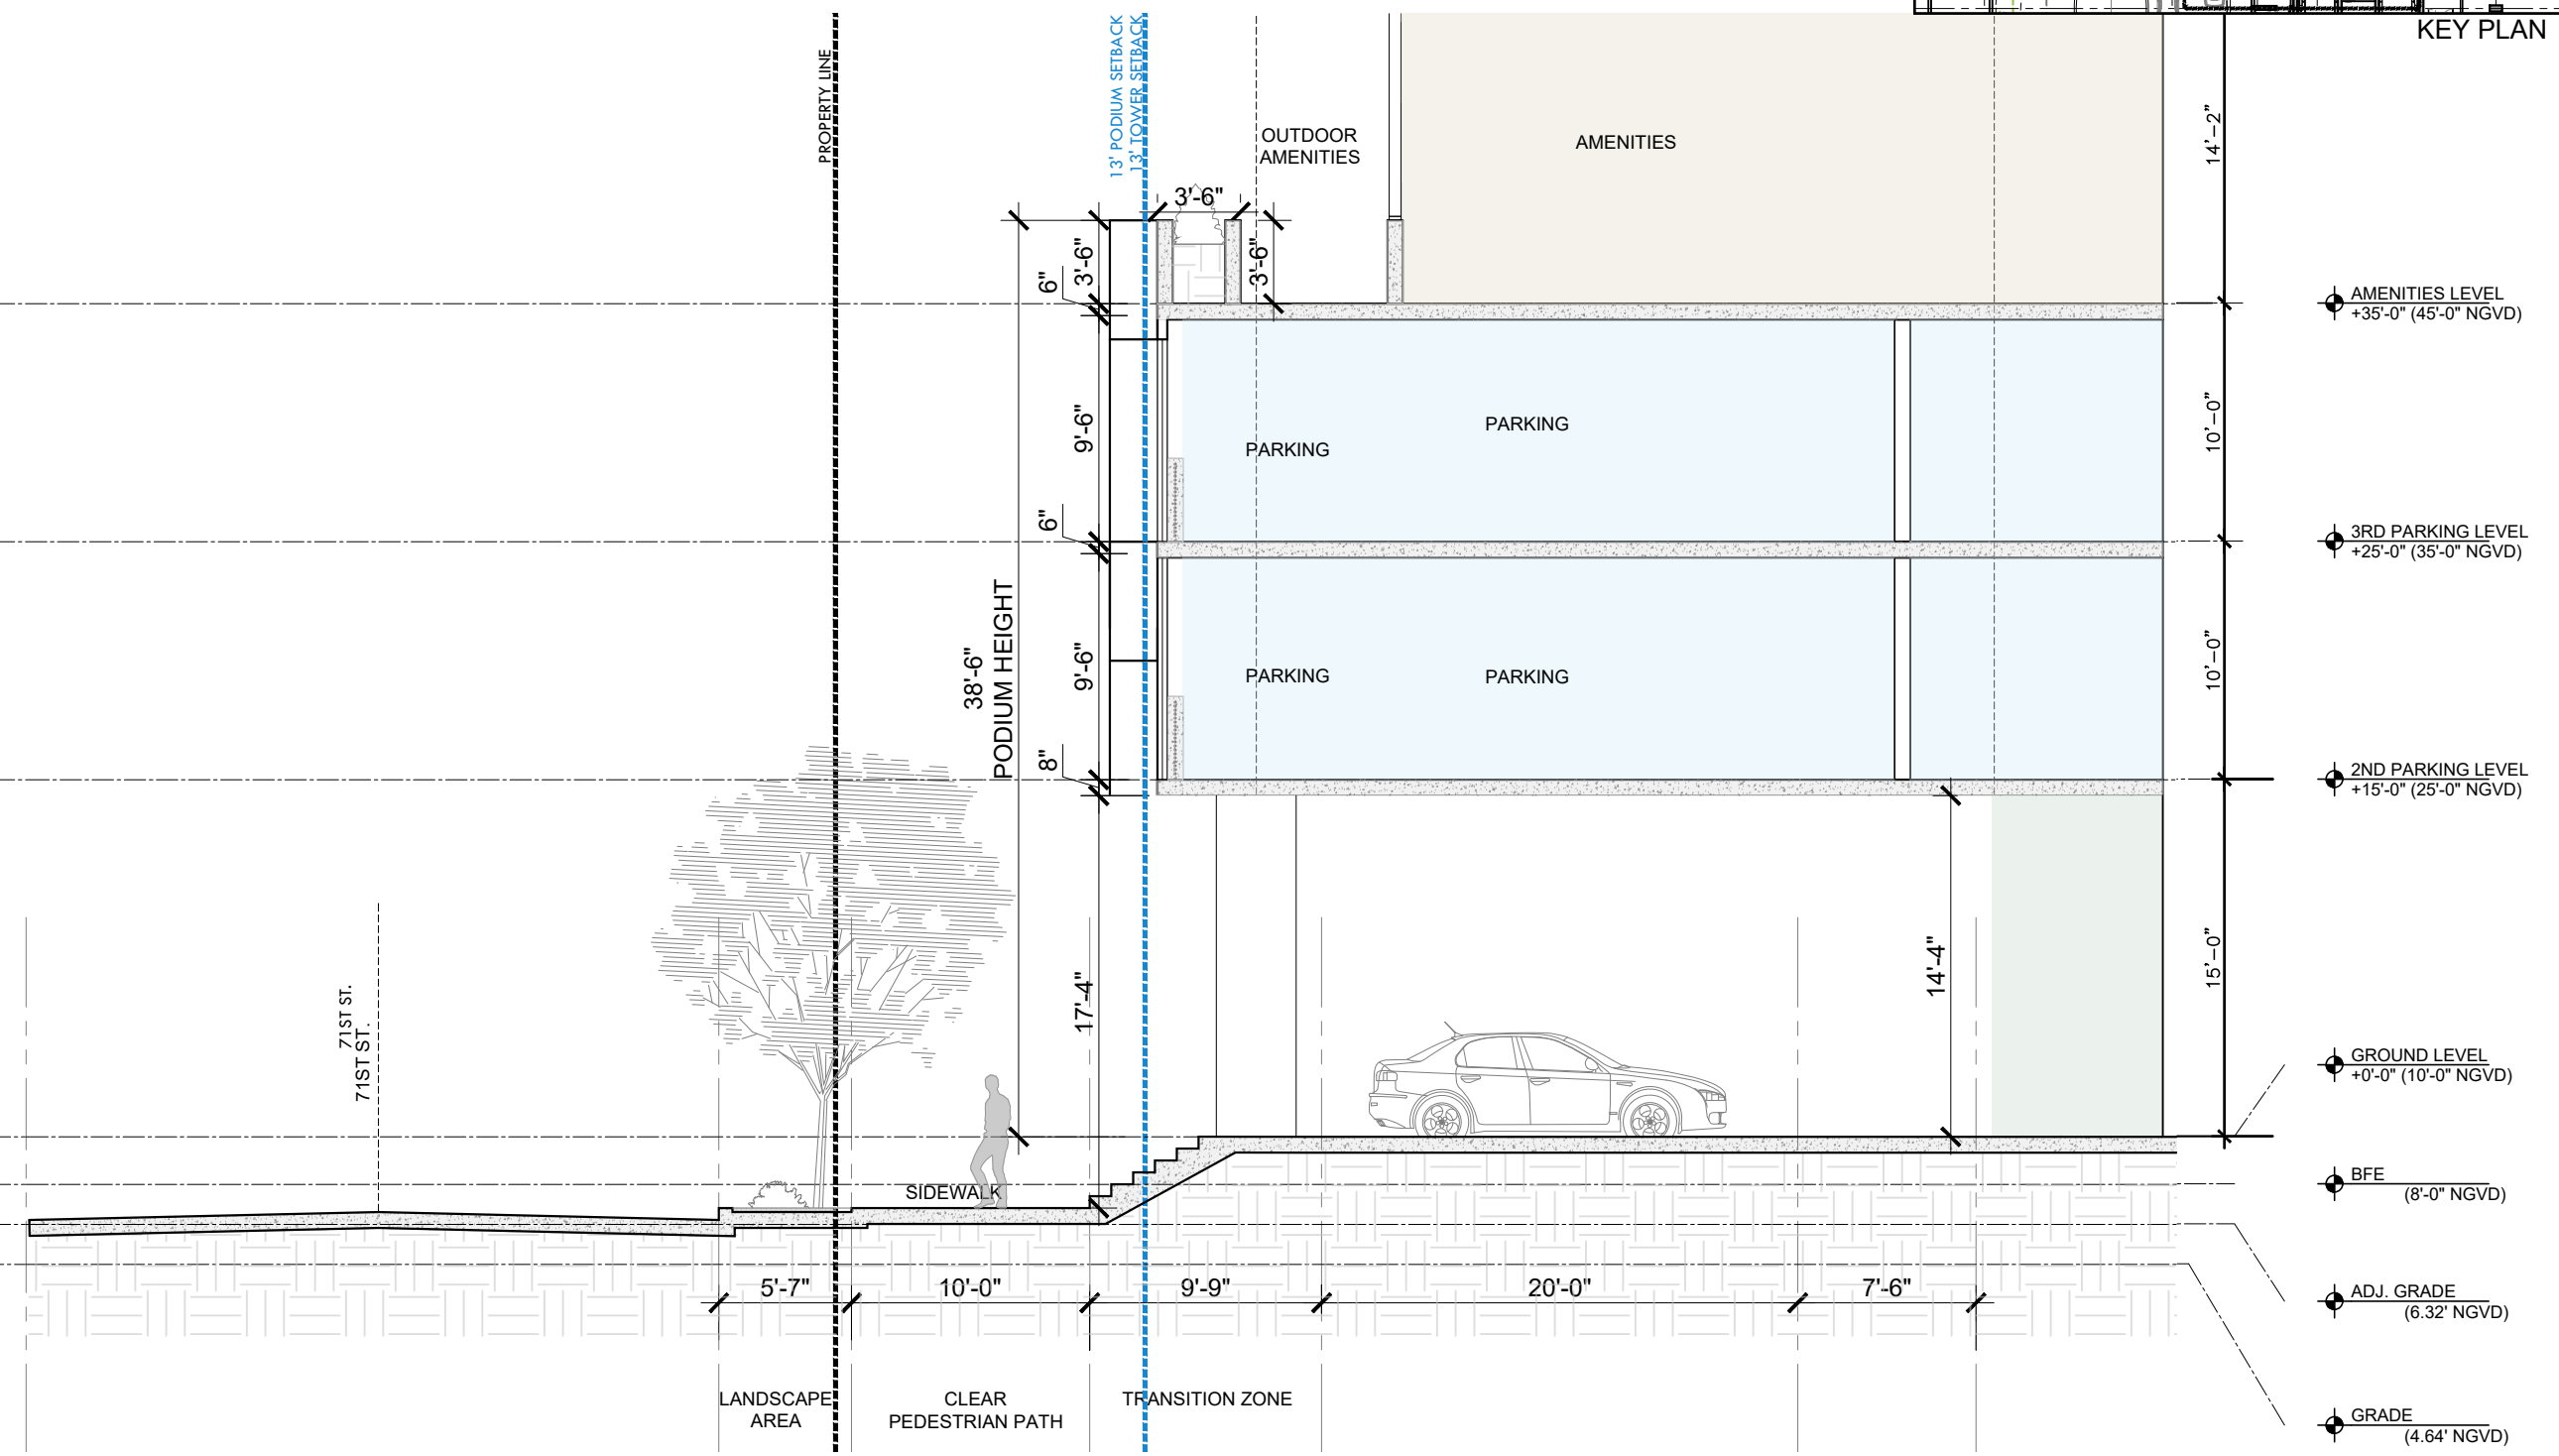 KEY PLAN
PROPERTY LINE
13' PODIUM SETBACK
13' TOWER SETBACK
OUTDOOR
AMENITIES
AMENITIES
14'-2"
3'-6"
3'-6"
3'-6"
6"
AMENITIES LEVEL
+35'-0" (45'-0" NGVD)
9'-6"
PARKING
PARKING
10'-0"
6"
3RD PARKING LEVEL
+25'-0" (35'-0" NGVD)
38'-6"
PODIUM HEIGHT
9'-6"
PARKING
PARKING
10'-0"
8"
2ND PARKING LEVEL
+15'-0" (25'-0" NGVD)
71ST ST.
71ST ST.
17'-4"
14'-4"
15'-0"
GROUND LEVEL
+0'-0" (10'-0" NGVD)
SIDEWALK
BFE
(8'-0" NGVD)
5'-7"
10'-0"
9'-9"
20'-0"
7'-6"
ADJ. GRADE
(6.32' NGVD)
LANDSCAPE
AREA
CLEAR
PEDESTRIAN PATH
TRANSITION ZONE
GRADE
(4.64' NGVD)